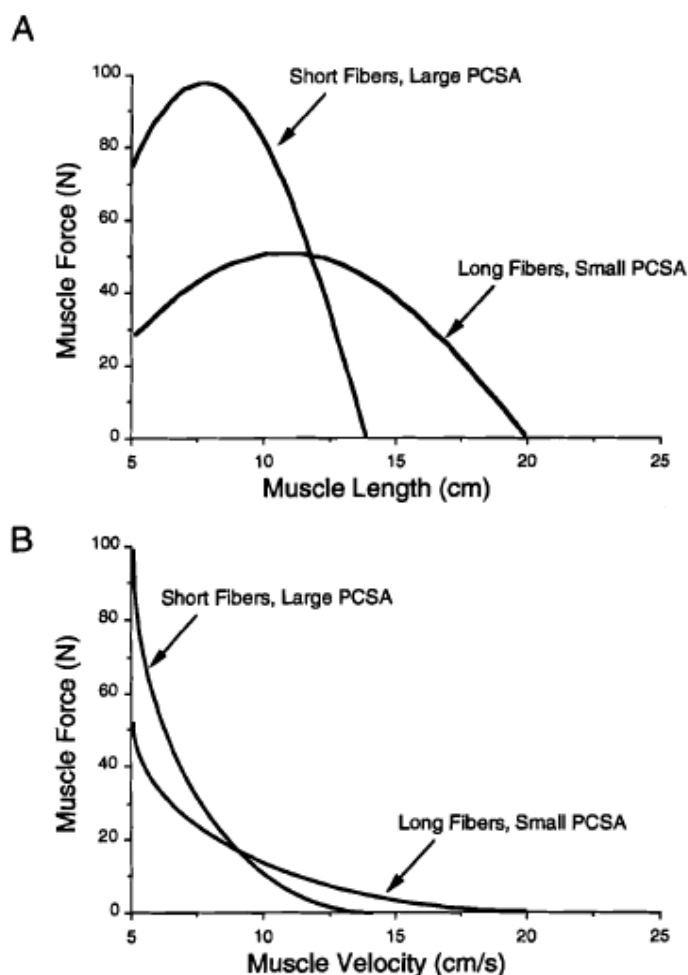 A
100
Short Fibers, Large PCSA
80
Muscle Force (N)
60
Long Fibers, Small PCSA
40
20
0
5 10 15 20 25
Muscle Length (cm)
B
100
Short Fibers, Large PCSA
80
Muscle Force (N)
60
40
Long Fibers, Small PCSA
20
0
5 10 15 20 25
Muscle Velocity (cm/s)